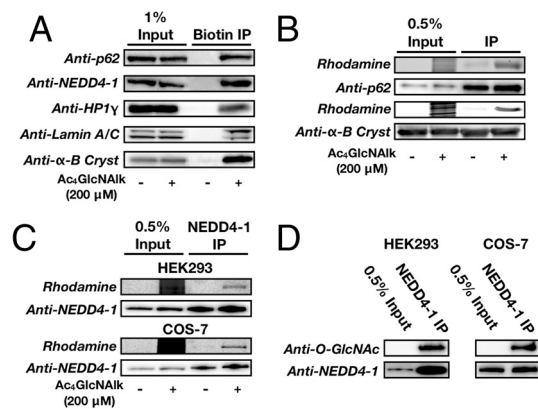 A
1%
Input
Biotin IP
Anti-p62
Anti-NEDD4-1
Anti-HP1γ
Anti-Lamin A/C
Anti-α-B Cryst
Ac4GlcNAlk
(200 μM)
- + - +
B
0.5%
Input
IP
Rhodamine
Anti-p62
Rhodamine
Anti-α-B Cryst
Ac4GlcNAlk
(200 μM)
- + - +
C
0.5%
Input
NEDD4-1
IP
HEK293
Rhodamine
Anti-NEDD4-1
COS-7
Rhodamine
Anti-NEDD4-1
Ac4GlcNAlk
(200 μM)
- + - +
D
HEK293
COS-7
0.5% Input
NEDD4-1 IP
0.5% Input
NEDD4-1 IP
Anti-O-GlcNAc
Anti-NEDD4-1